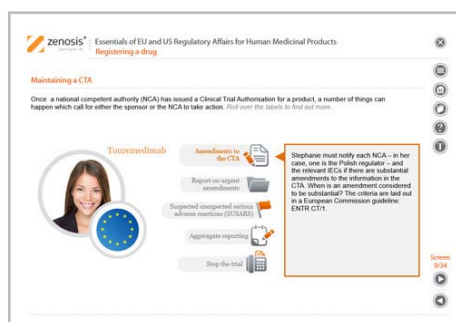 zenosis®
Essentials of EU and US Regulatory Affairs for Human Medicinal Products
Registering a drug
Maintaining a CTA
Once a national competent authority (NCA) has issued a Clinical Trial Authorisation for a product, a number of things can
happen which call for either the sponsor or the NCA to take action. Roll over the labels to find out more.
Touremedimab
Amendments to
the CTA
Report on urgent
amendments
Suspected unexpected serious
adverse reactions (SUSARS)
Aggeragate reporting
Stop the trial
Stephanie must notify each NCA – in her
case, one is the Polish regulator – and
the relevant IECs if there are substantial
amendments to the information in the
CTA. When is an amendment considered
to be substantial? The criteria are laid out
in a European Commission guideline:
ENTR CT/1.
Screen
9/34